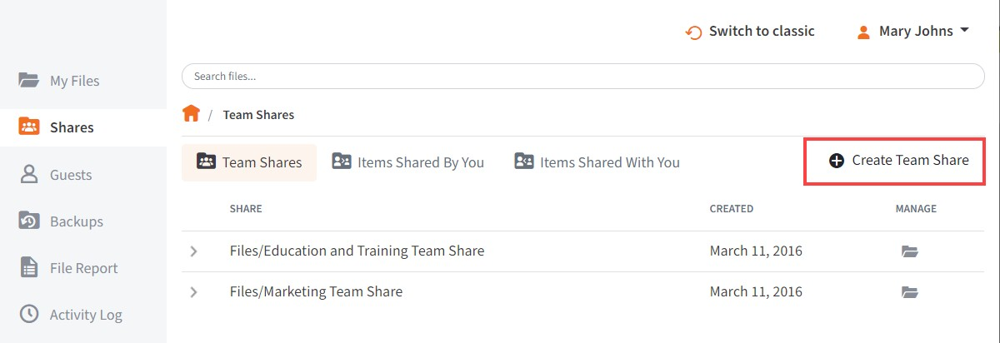 Switch to classic Mary Johns
Search files...
My Files
Shares
Guests
Backups
File Report
Activity Log
/ Team Shares
Team Shares Items Shared By You Items Shared With You Create Team Share
SHARE CREATED MANAGE
Files/Education and Training Team Share March 11, 2016
Files/Marketing Team Share March 11, 2016